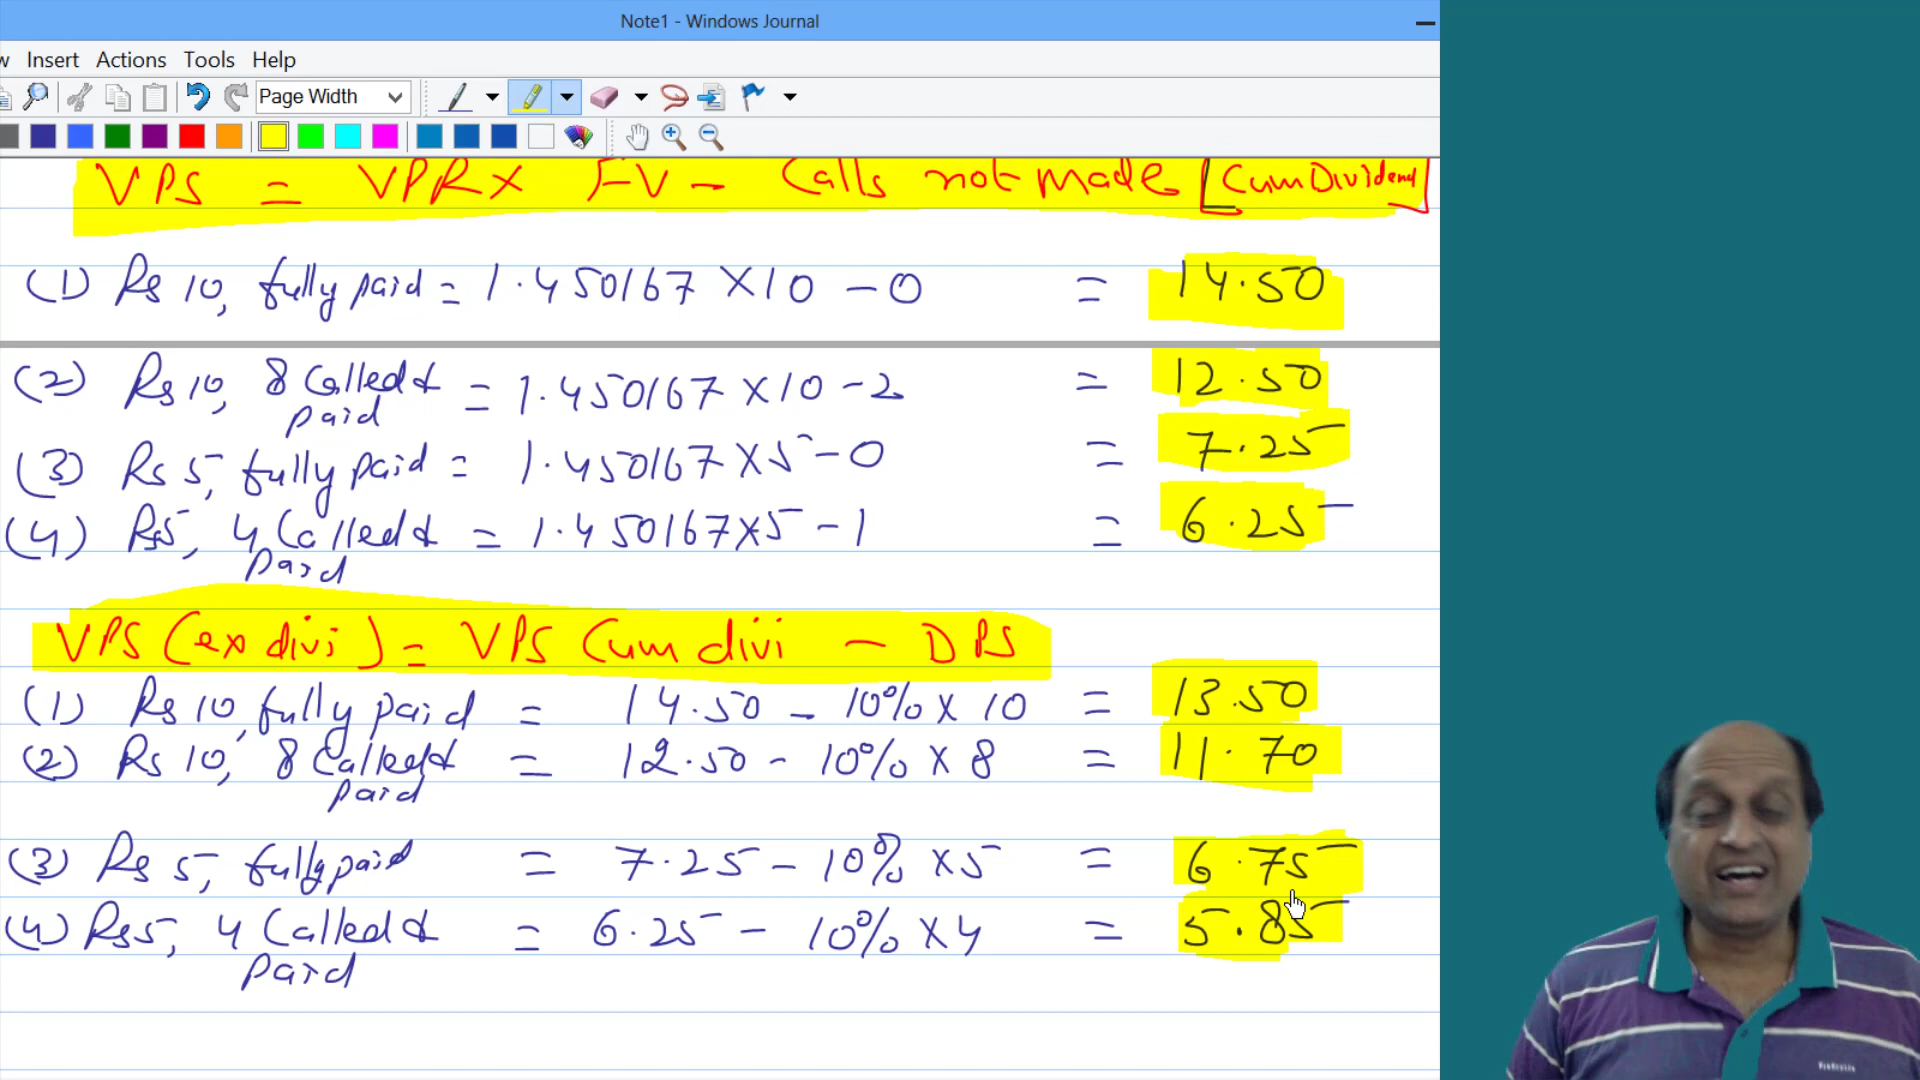 Note1 - Windows Journal
w Insert Actions Tools Help
Page Width
VPS = VPR X FV - Calls not made [Cum Dividend]
(1) Rs 10, fully paid = 1.450167 X 10 - 0 = 14.50
(2) Rs 10, 8 Called & paid = 1.450167 X 10 - 2 = 12.50
(3) Rs 5, fully paid = 1.450167 X 5 - 0 = 7.25
(4) Rs 5, 4 Called & paid = 1.450167 X 5 - 1 = 6.25
VPS (ex divi) = VPS Cum divi - DPS
(1) Rs 10, fully paid = 14.50 - 10% X 10 = 13.50
(2) Rs 10, 8 Called & paid = 12.50 - 10% X 8 = 11.70
(3) Rs 5, fully paid = 7.25 - 10% X 5 = 6.75
(4) Rs 5, 4 Called & paid = 6.25 - 10% X 4 = 5.85